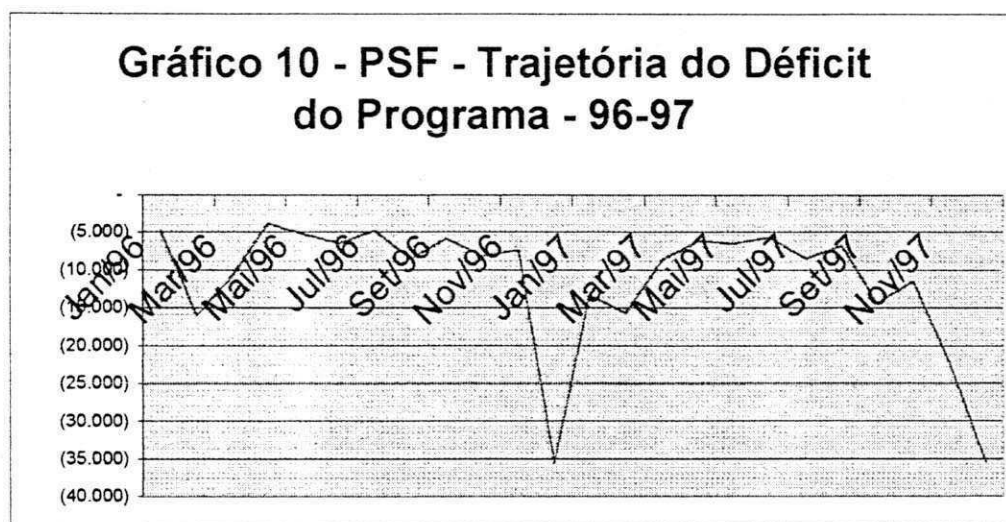 Gráfico 10 - PSF - Trajetória do Déficit
do Programa - 96-97
-
(5.000)
(10.000)
(15.000)
(20.000)
(25.000)
(30.000)
(35.000)
(40.000)
Jan/96
Mar/96
Mai/96
Jul/96
Set/96
Nov/96
Jan/97
Mar/97
Mai/97
Jul/97
Set/97
Nov/97